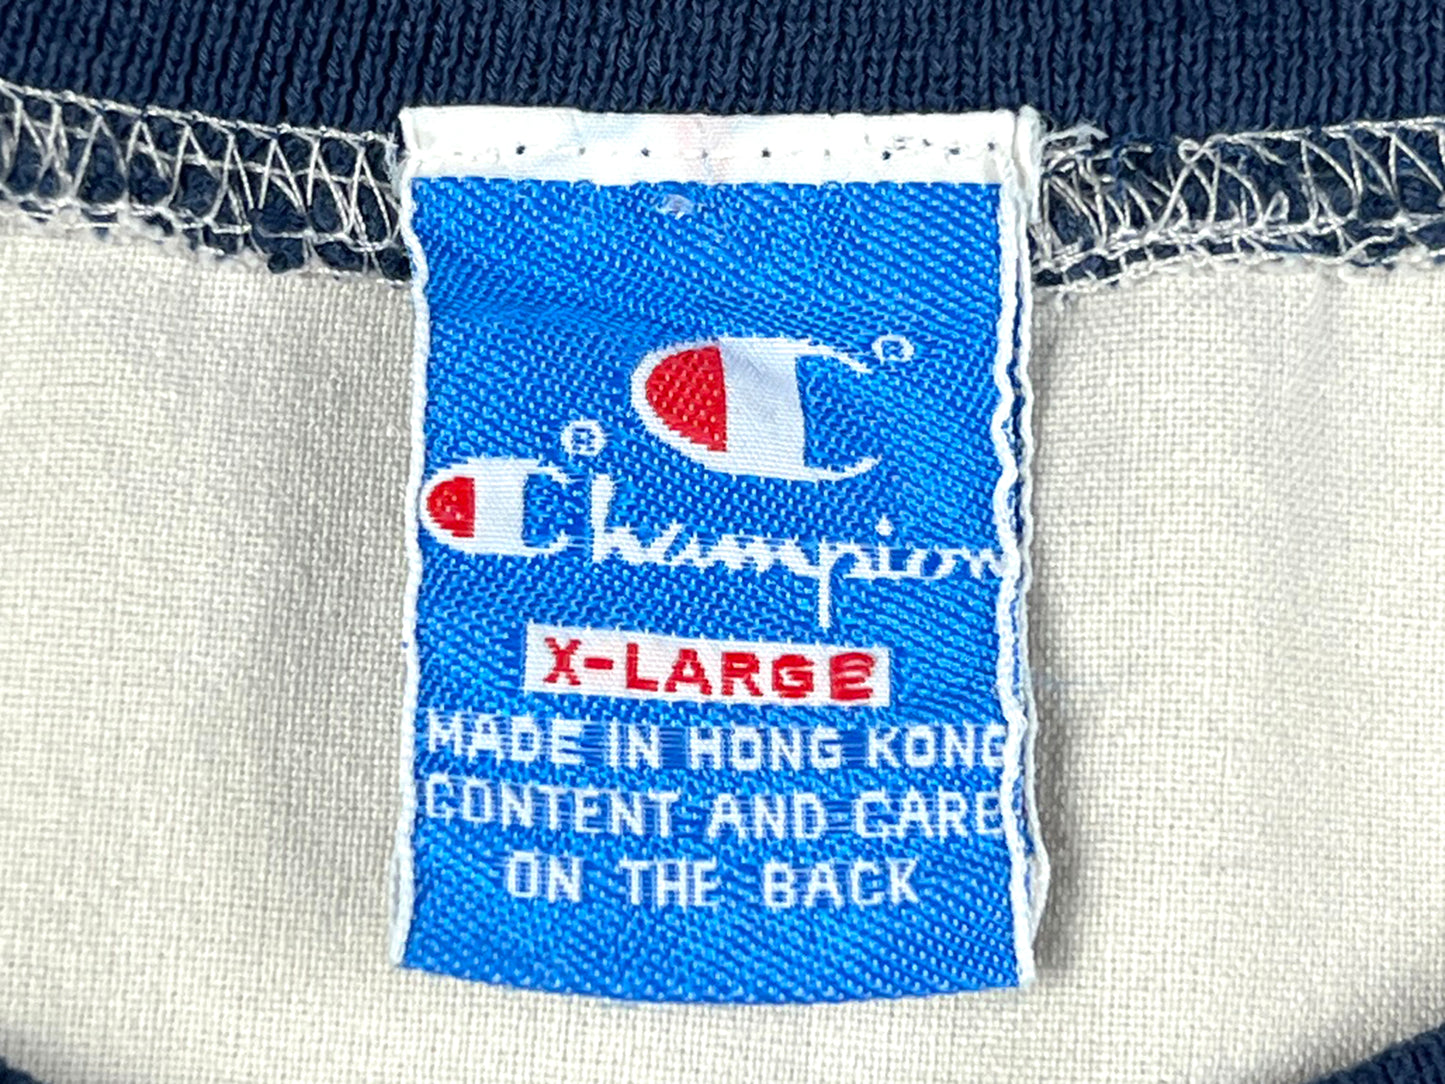 C®
Champion®
X-LARGE
MADE IN HONG KONG
CONTENT AND CARE
ON THE BACK